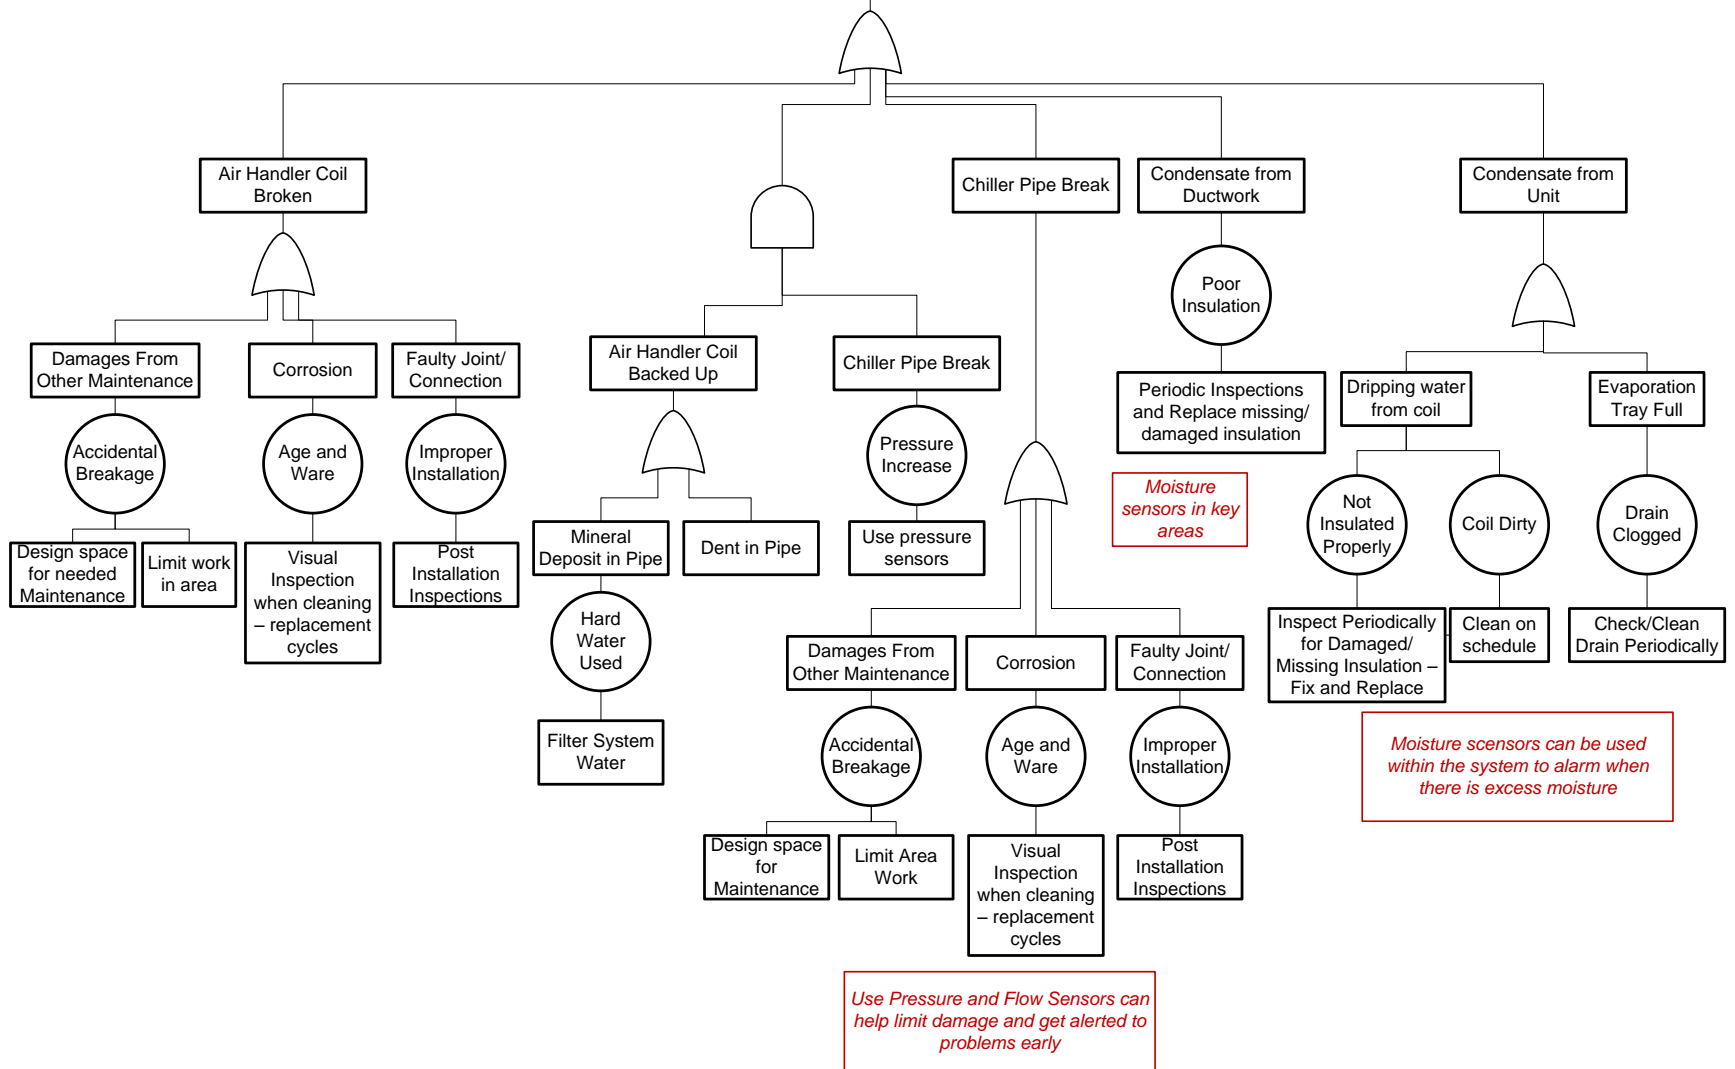 Air Handler Coil
Broken
Chiller Pipe Break
Condensate from
Ductwork
Condensate from
Unit
Poor
Insulation
Damages From
Other Maintenance
Corrosion
Faulty Joint/
Connection
Air Handler Coil
Backed Up
Chiller Pipe Break
Periodic Inspections
and Replace missing/
damaged insulation
Dripping water
from coil
Evaporation
Tray Full
Accidental
Breakage
Age and
Ware
Improper
Installation
Pressure
Increase
Moisture
sensors in key
areas
Not
Insulated
Properly
Coil Dirty
Drain
Clogged
Design space
for needed
Maintenance
Limit work
in area
Visual
Inspection
when cleaning
– replacement
cycles
Post
Installation
Inspections
Mineral
Deposit in Pipe
Dent in Pipe
Use pressure
sensors
Hard
Water
Used
Filter System
Water
Damages From
Other Maintenance
Corrosion
Faulty Joint/
Connection
Inspect Periodically
for Damaged/
Missing Insulation –
Fix and Replace
Clean on
schedule
Check/Clean
Drain Periodically
Accidental
Breakage
Age and
Ware
Improper
Installation
Moisture scensors can be used
within the system to alarm when
there is excess moisture
Design space
for
Maintenance
Limit Area
Work
Visual
Inspection
when cleaning
– replacement
cycles
Post
Installation
Inspections
Use Pressure and Flow Sensors can
help limit damage and get alerted to
problems early